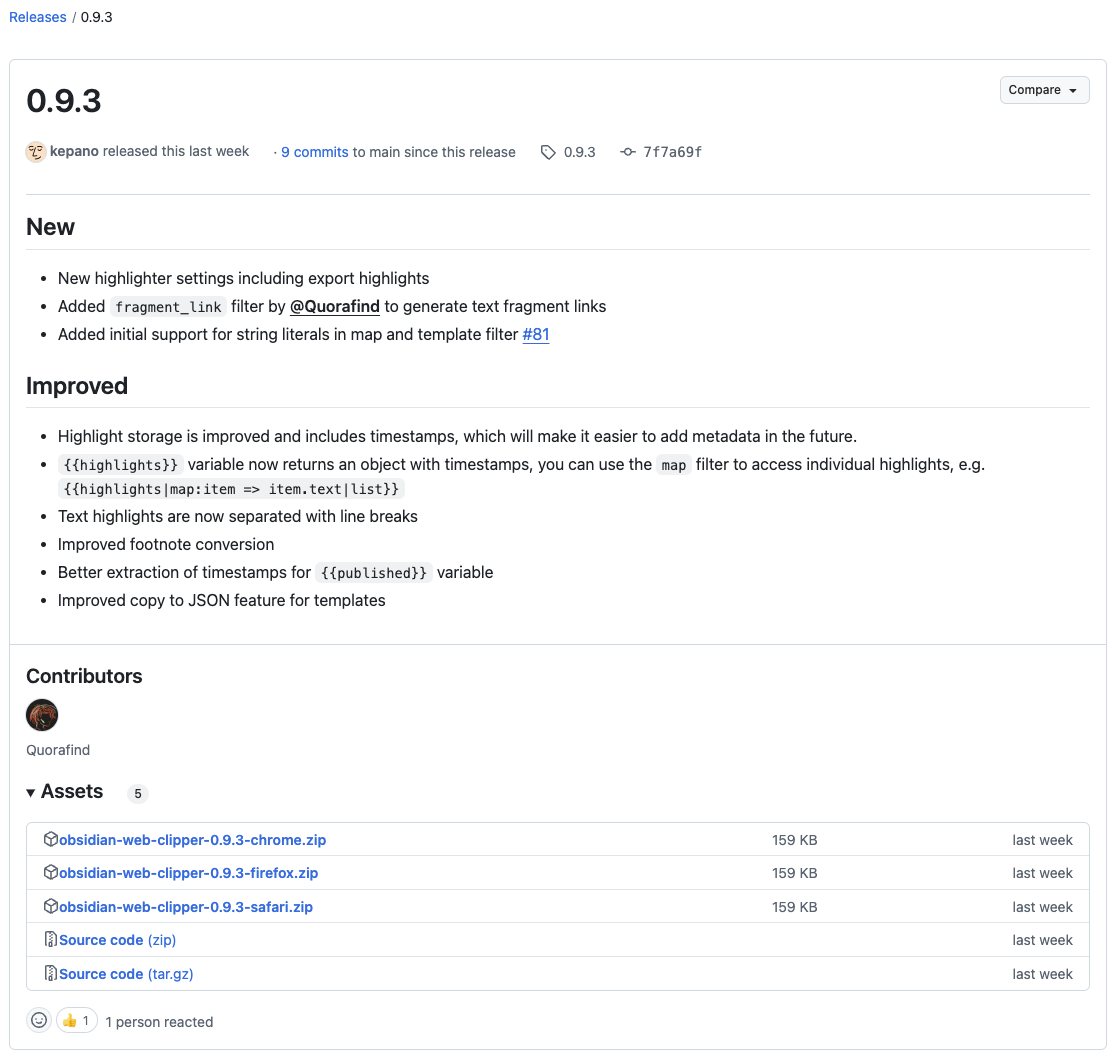 Releases / 0.9.3
0.9.3
Compare
kepano released this last week · 9 commits to main since this release 0.9.3 7f7a69f
New
• New highlighter settings including export highlights
• Added fragment_link filter by @Quorafind to generate text fragment links
• Added initial support for string literals in map and template filter #81
Improved
• Highlight storage is improved and includes timestamps, which will make it easier to add metadata in the future.
• {{highlights}} variable now returns an object with timestamps, you can use the map filter to access individual highlights, e.g.
{{highlights|map:item => item.text|list}}
• Text highlights are now separated with line breaks
• Improved footnote conversion
• Better extraction of timestamps for {{published}} variable
• Improved copy to JSON feature for templates
Contributors
Quorafind
Assets 5
obsidian-web-clipper-0.9.3-chrome.zip 159 KB last week
obsidian-web-clipper-0.9.3-firefox.zip 159 KB last week
obsidian-web-clipper-0.9.3-safari.zip 159 KB last week
Source code (zip) last week
Source code (tar.gz) last week
👍 1 1 person reacted